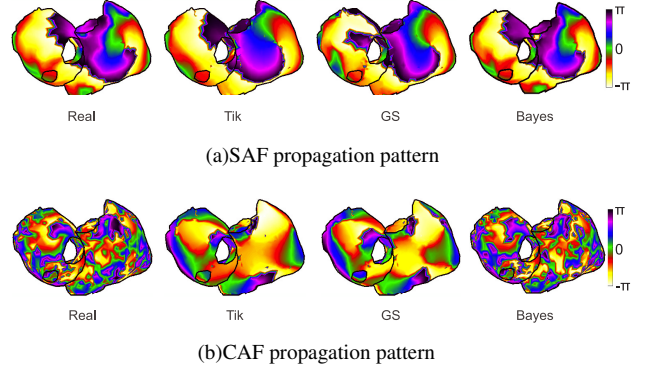 π
0
-π
Real Tik GS Bayes
(a)SAF propagation pattern
π
0
-π
Real Tik GS Bayes
(b)CAF propagation pattern